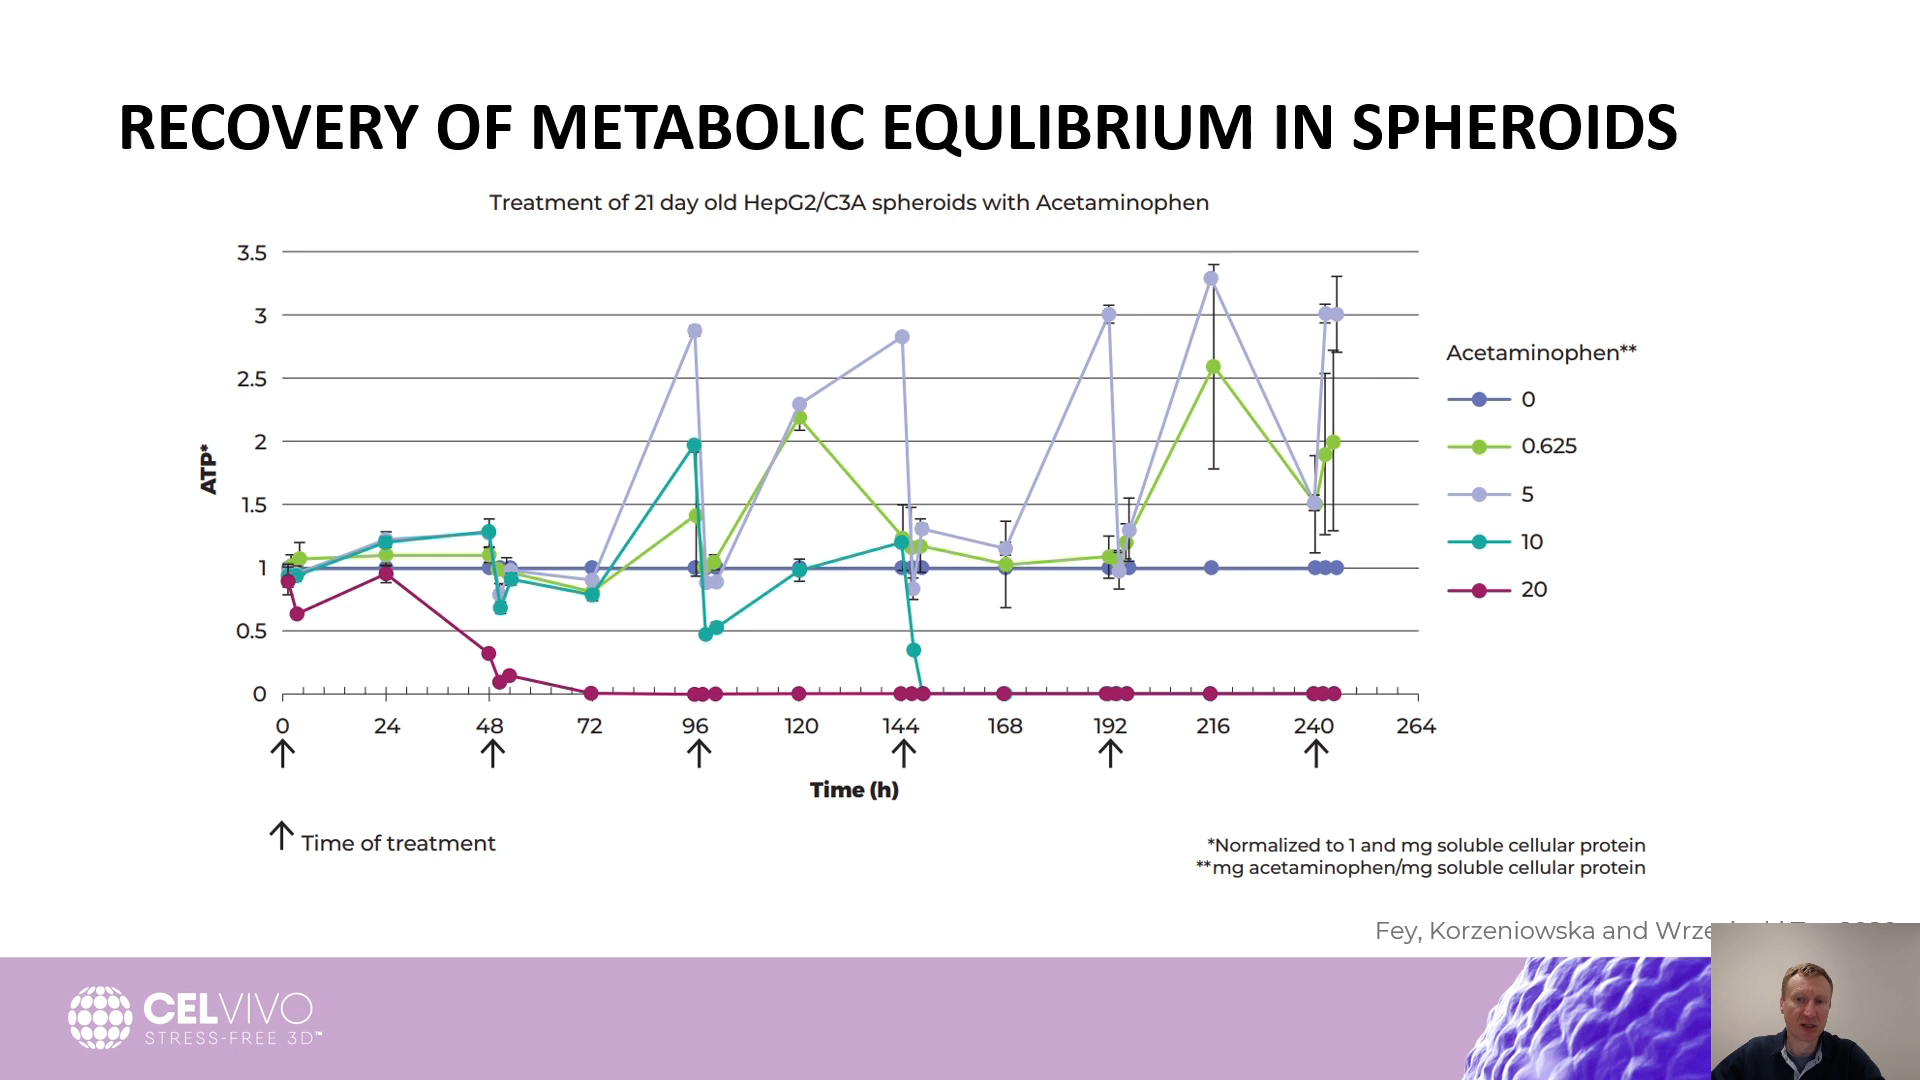 RECOVERY OF METABOLIC EQULIBRIUM IN SPHEROIDS
Treatment of 21 day old HepG2/C3A spheroids with Acetaminophen
3.5
3
2.5
2
1.5
1
0.5
0
ATP*
0 24 48 72 96 120 144 168 192 216 240 264
Time (h)
Time of treatment
Acetaminophen**
0
0.625
5
10
20
*Normalized to 1 and mg soluble cellular protein
**mg acetaminophen/mg soluble cellular protein
Fey, Korzeniowska and
CELVIVO
STRESS-FREE 3D™